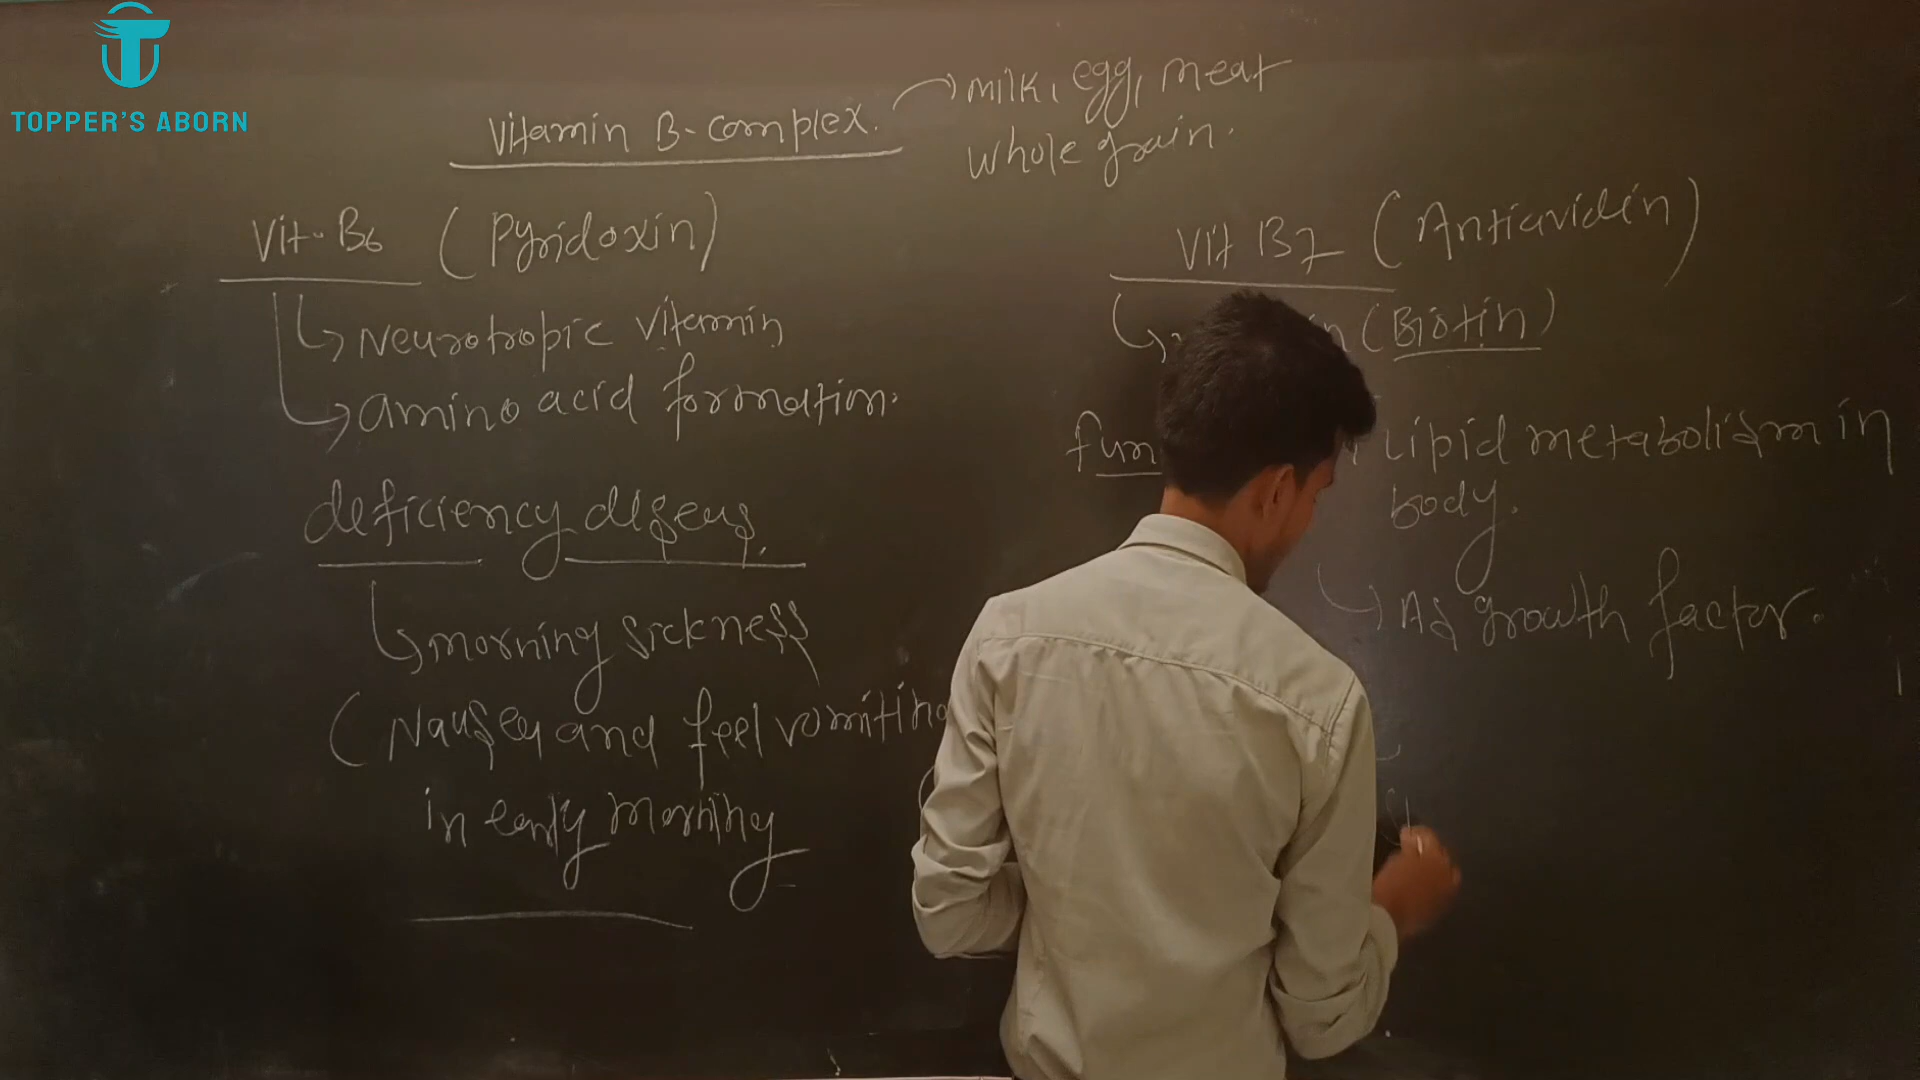 TOPPER'S ABORN
Vitamin B-complex.
milk, egg, meat
whole grain.
Vit-B6 (Pyridoxin)
Neurotropic vitamin
amino acid formation.
deficiency diseus
morning sickness
(Nausea and feel vomiting
in early morning
Vit B7 (Antiavidin)
(Biotin)
fun
Lipid metabolism in
body.
As growth factor.